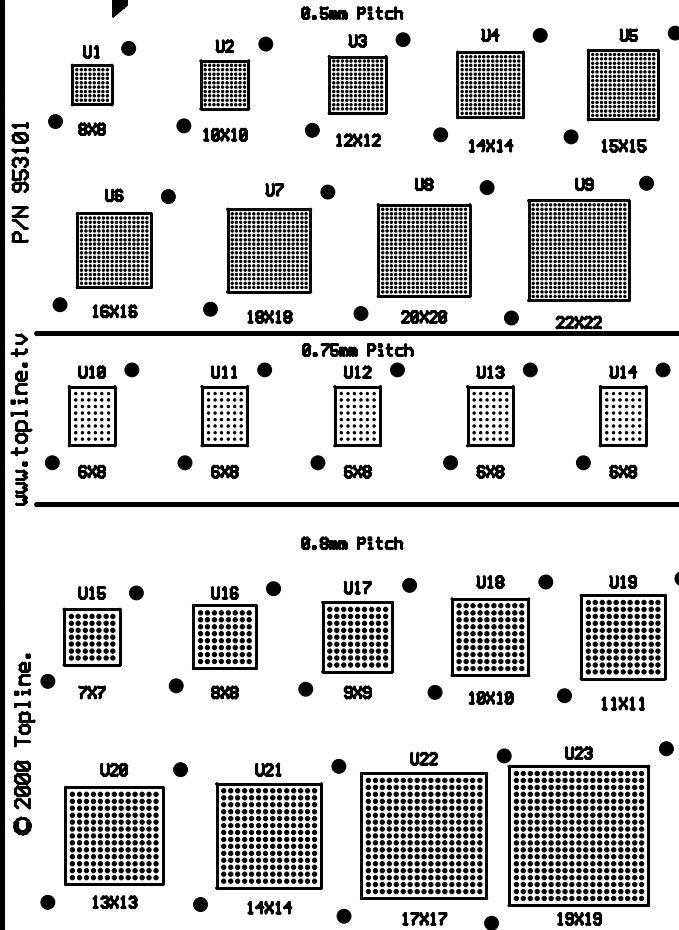 0.5mm Pitch
U1 U2 U3 U4 U5
8X8 10X10 12X12 14X14 15X15
U6 U7 U8 U9
16X16 18X18 20X20 22X22
0.75mm Pitch
U10 U11 U12 U13 U14
6X8 6X8 6X8 6X8 6X8
0.8mm Pitch
U15 U16 U17 U18 U19
7X7 8X8 9X9 10X10 11X11
U20 U21 U22 U23
13X13 14X14 17X17 19X19
P/N 953101
www.topline.tv
© 2000 Topline.